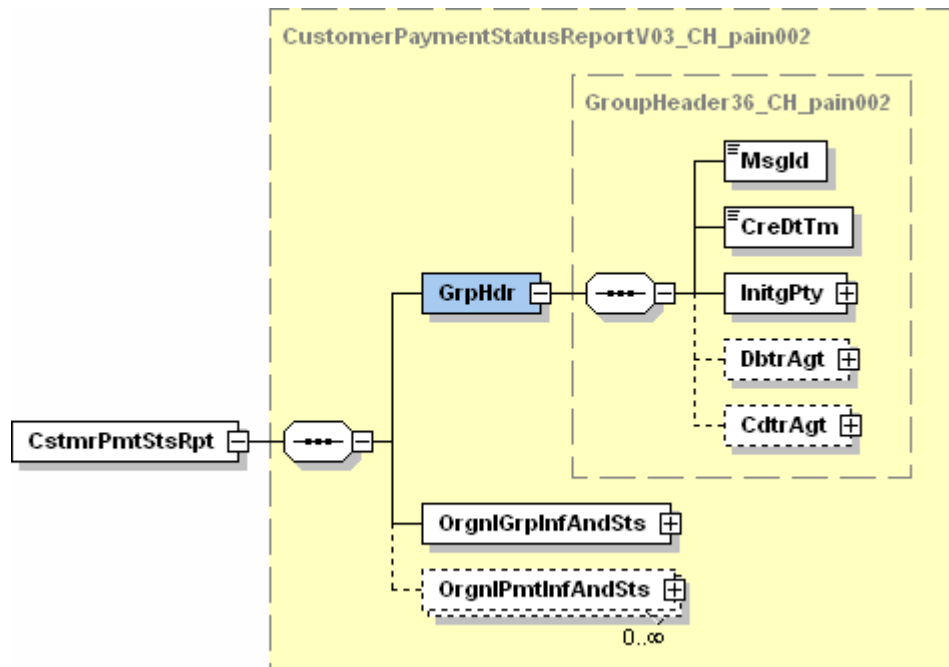 CustomerPaymentStatusReportV03_CH_pain002
GroupHeader36_CH_pain002
MsgId
CreDtTm
GrpHdr
InitgPty
DbtrAgt
CdtrAgt
CstmrPmtStsRpt
OrgnlGrpInfAndSts
OrgnlPmtInfAndSts
0..∞